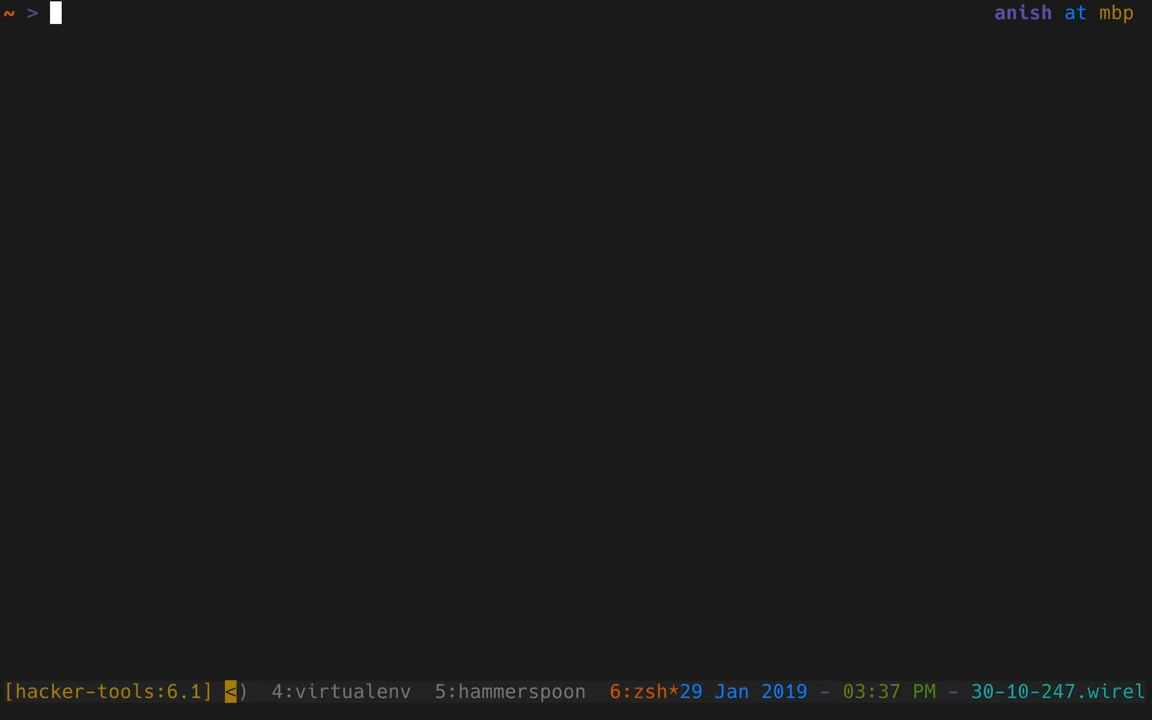 ~ > anish at mbp
[hacker-tools:6.1] <) 4:virtualenv 5:hammerspoon 6:zsh*29 Jan 2019 - 03:37 PM - 30-10-247.wirel